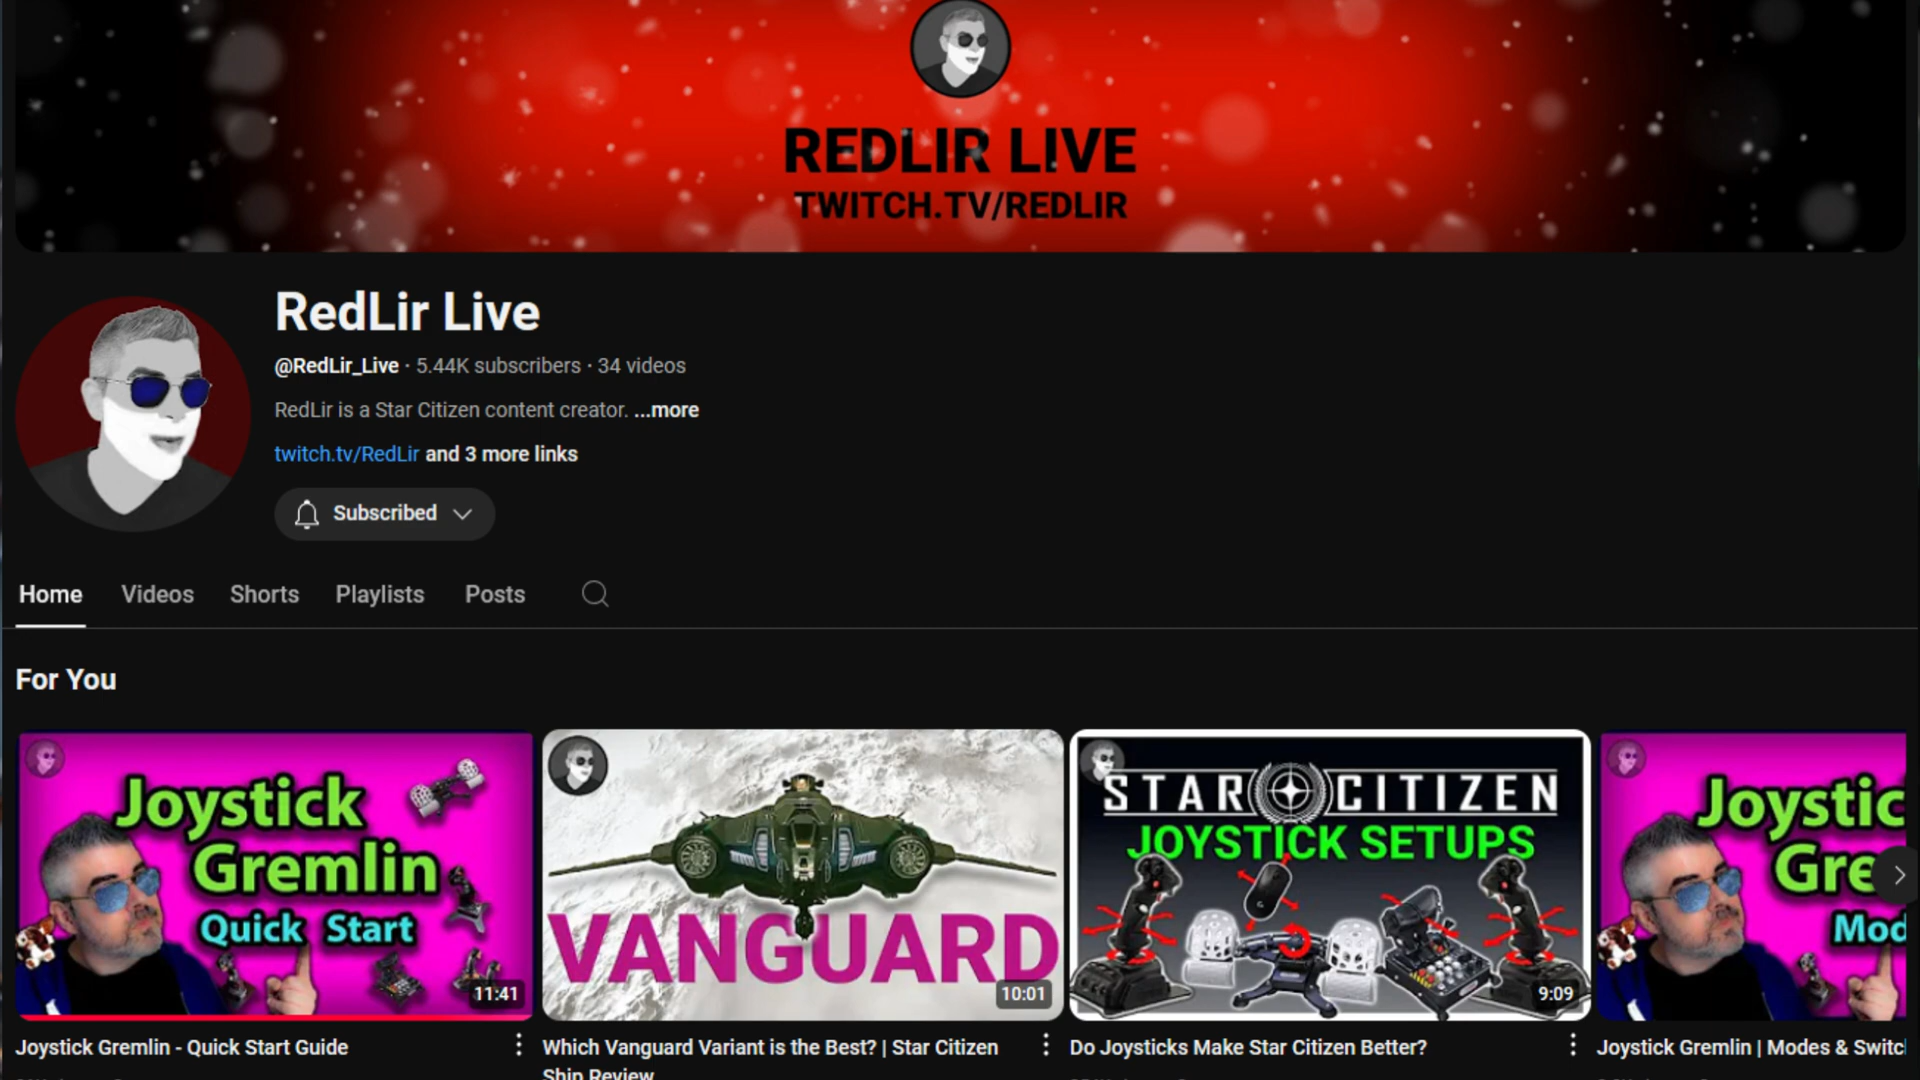 REDLIR LIVE
TWITCH.TV/REDLIR
RedLir Live
@RedLir_Live · 5.44K subscribers · 34 videos
RedLir is a Star Citizen content creator. ...more
twitch.tv/RedLir and 3 more links
Subscribed
Home Videos Shorts Playlists Posts
For You
Joystick
Gremlin
Quick Start
11:41
VANGUARD
10:01
STAR CITIZEN
JOYSTICK SETUPS
9:09
Joystic
Gre
Mod
Joystick Gremlin - Quick Start Guide
Which Vanguard Variant is the Best? | Star Citizen
Ship Review
Do Joysticks Make Star Citizen Better?
Joystick Gremlin | Modes & Switc